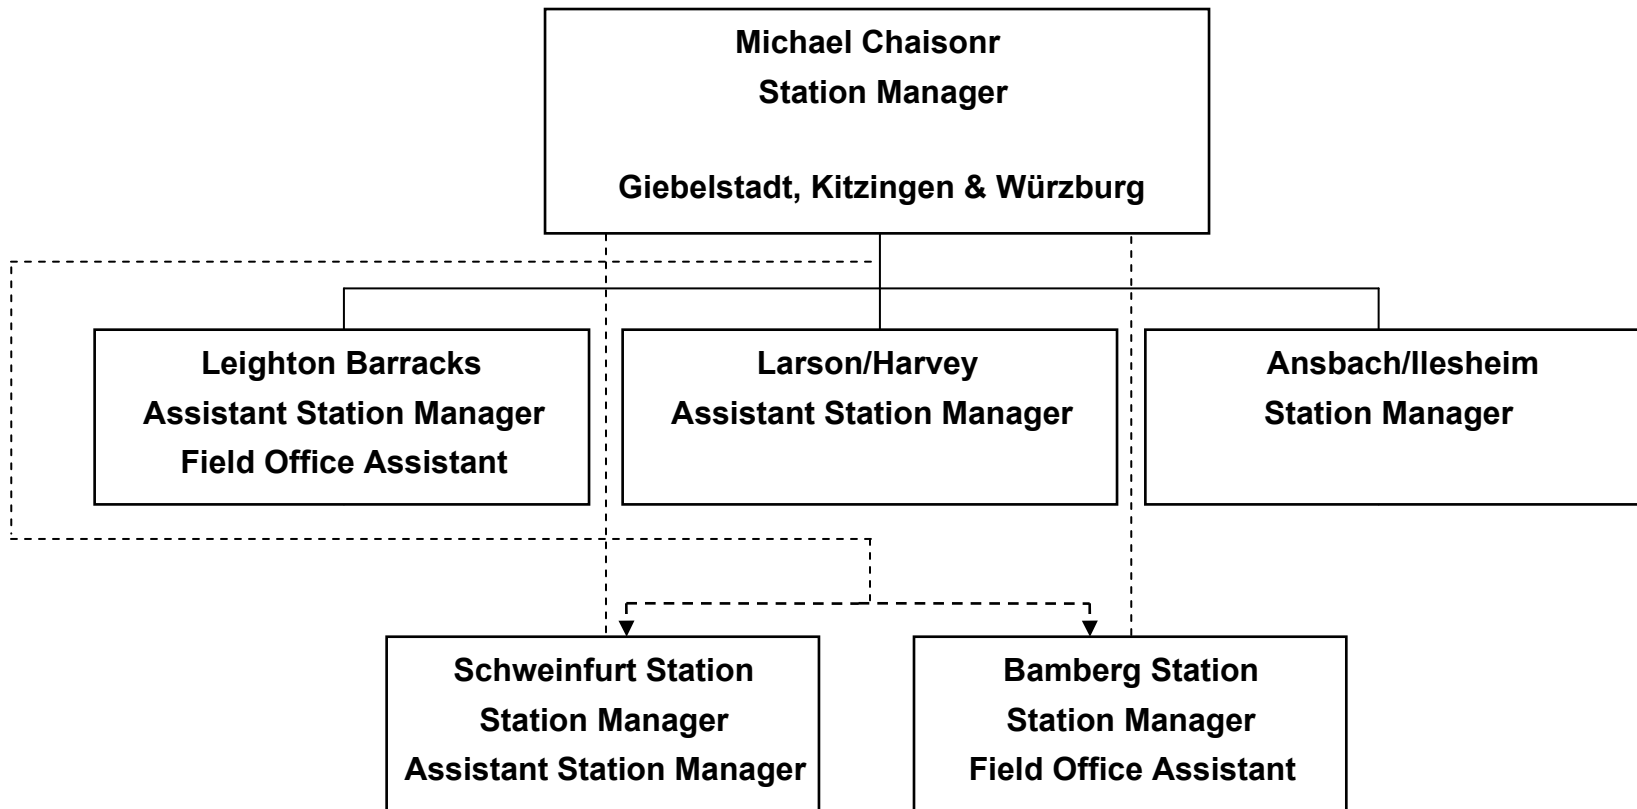 Michael Chaisonr
Station Manager
Giebelstadt, Kitzingen & Würzburg
Leighton Barracks
Assistant Station Manager
Field Office Assistant
Larson/Harvey
Assistant Station Manager
Ansbach/Ilesheim
Station Manager
Schweinfurt Station
Station Manager
Assistant Station Manager
Bamberg Station
Station Manager
Field Office Assistant